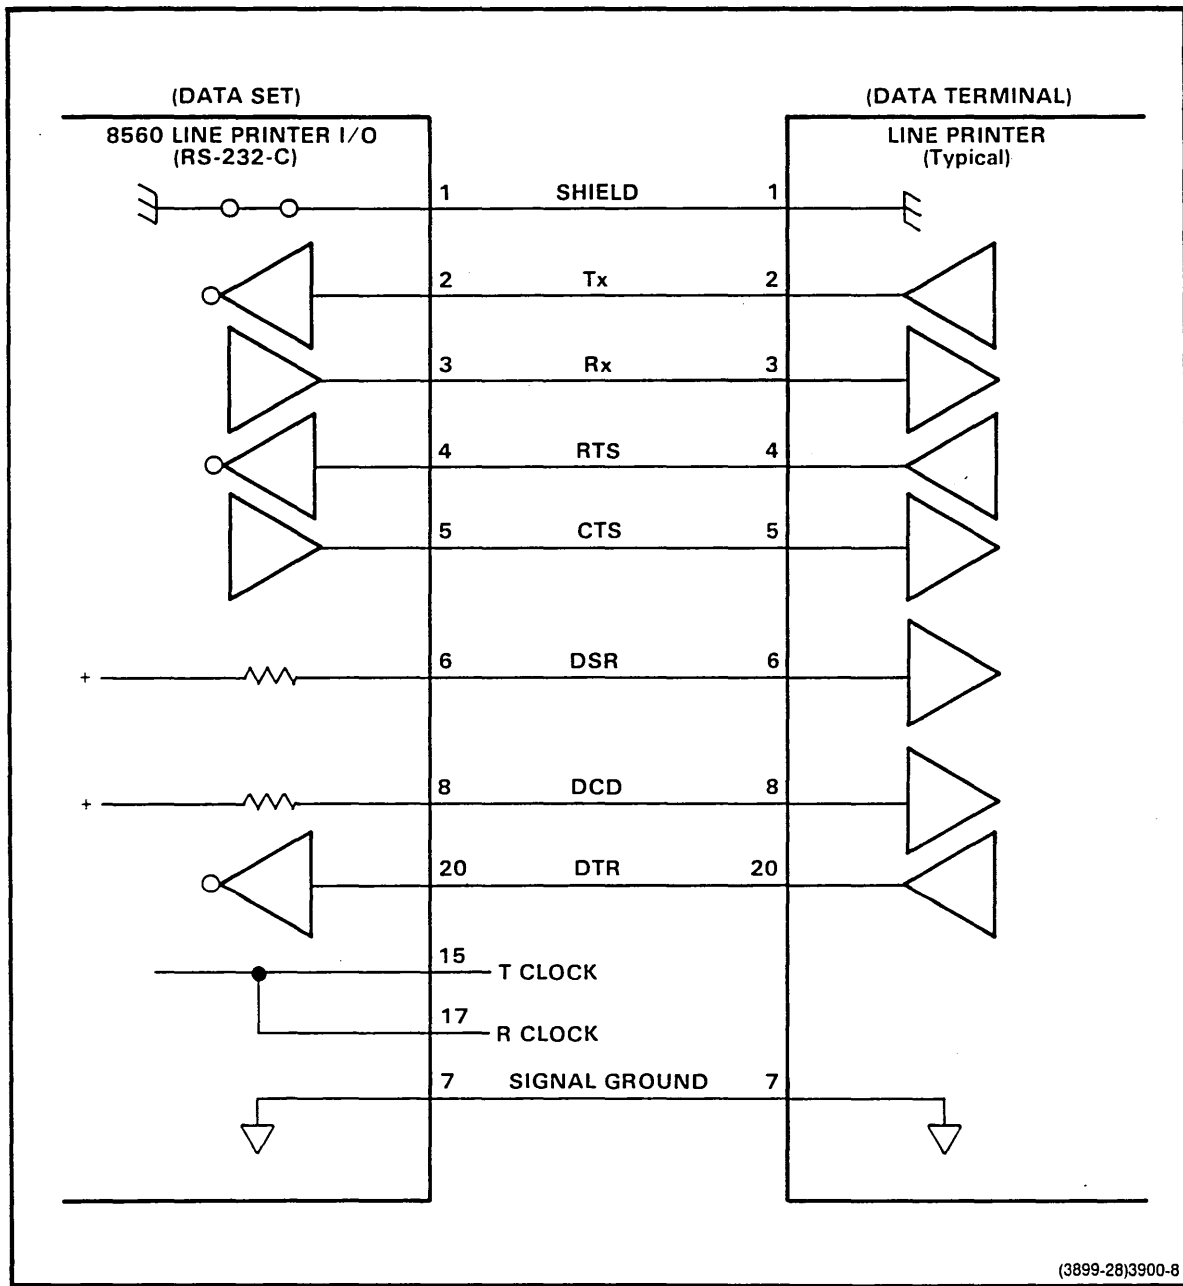 (DATA SET)
8560 LINE PRINTER I/O
(RS-232-C)
(DATA TERMINAL)
LINE PRINTER
(Typical)
1 SHIELD 1
2 Tx 2
3 Rx 3
4 RTS 4
5 CTS 5
+ 6 DSR 6
+ 8 DCD 8
20 DTR 20
15 T CLOCK
17 R CLOCK
7 SIGNAL GROUND 7
(3899-28)3900-8